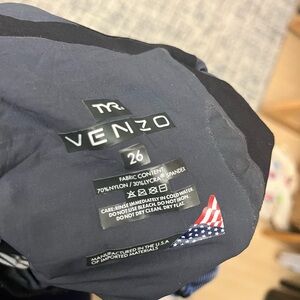 TYR
VENZO
26
FABRIC CONTENT
70%NYLON / 30%LYCRA® SPANDEX
CARE: RINSE IMMEDIATELY IN COLD WATER
DO NOT USE BLEACH. DO NOT IRON.
DO NOT DRY CLEAN. DRY FLAT.
MANUFACTURED IN THE U.S.A
OF IMPORTED MATERIALS